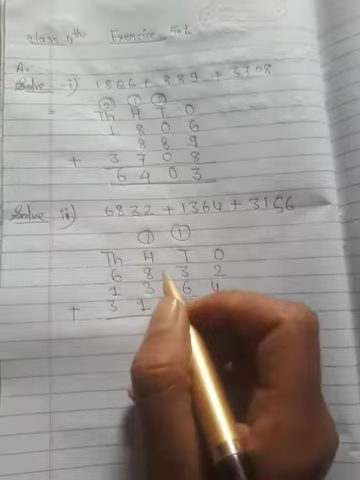 class 4th Exercise
A.
Solve - i) 1806 + 889 + 3708
② ① ②
Th H T O
1 8 0 6
8 8 9
+ 3 7 0 8
6 4 0 3
Solve ii) 6832 + 1364 + 3156
① ①
Th H T O
6 8 3 2
1 3 6 4
+ 3 1